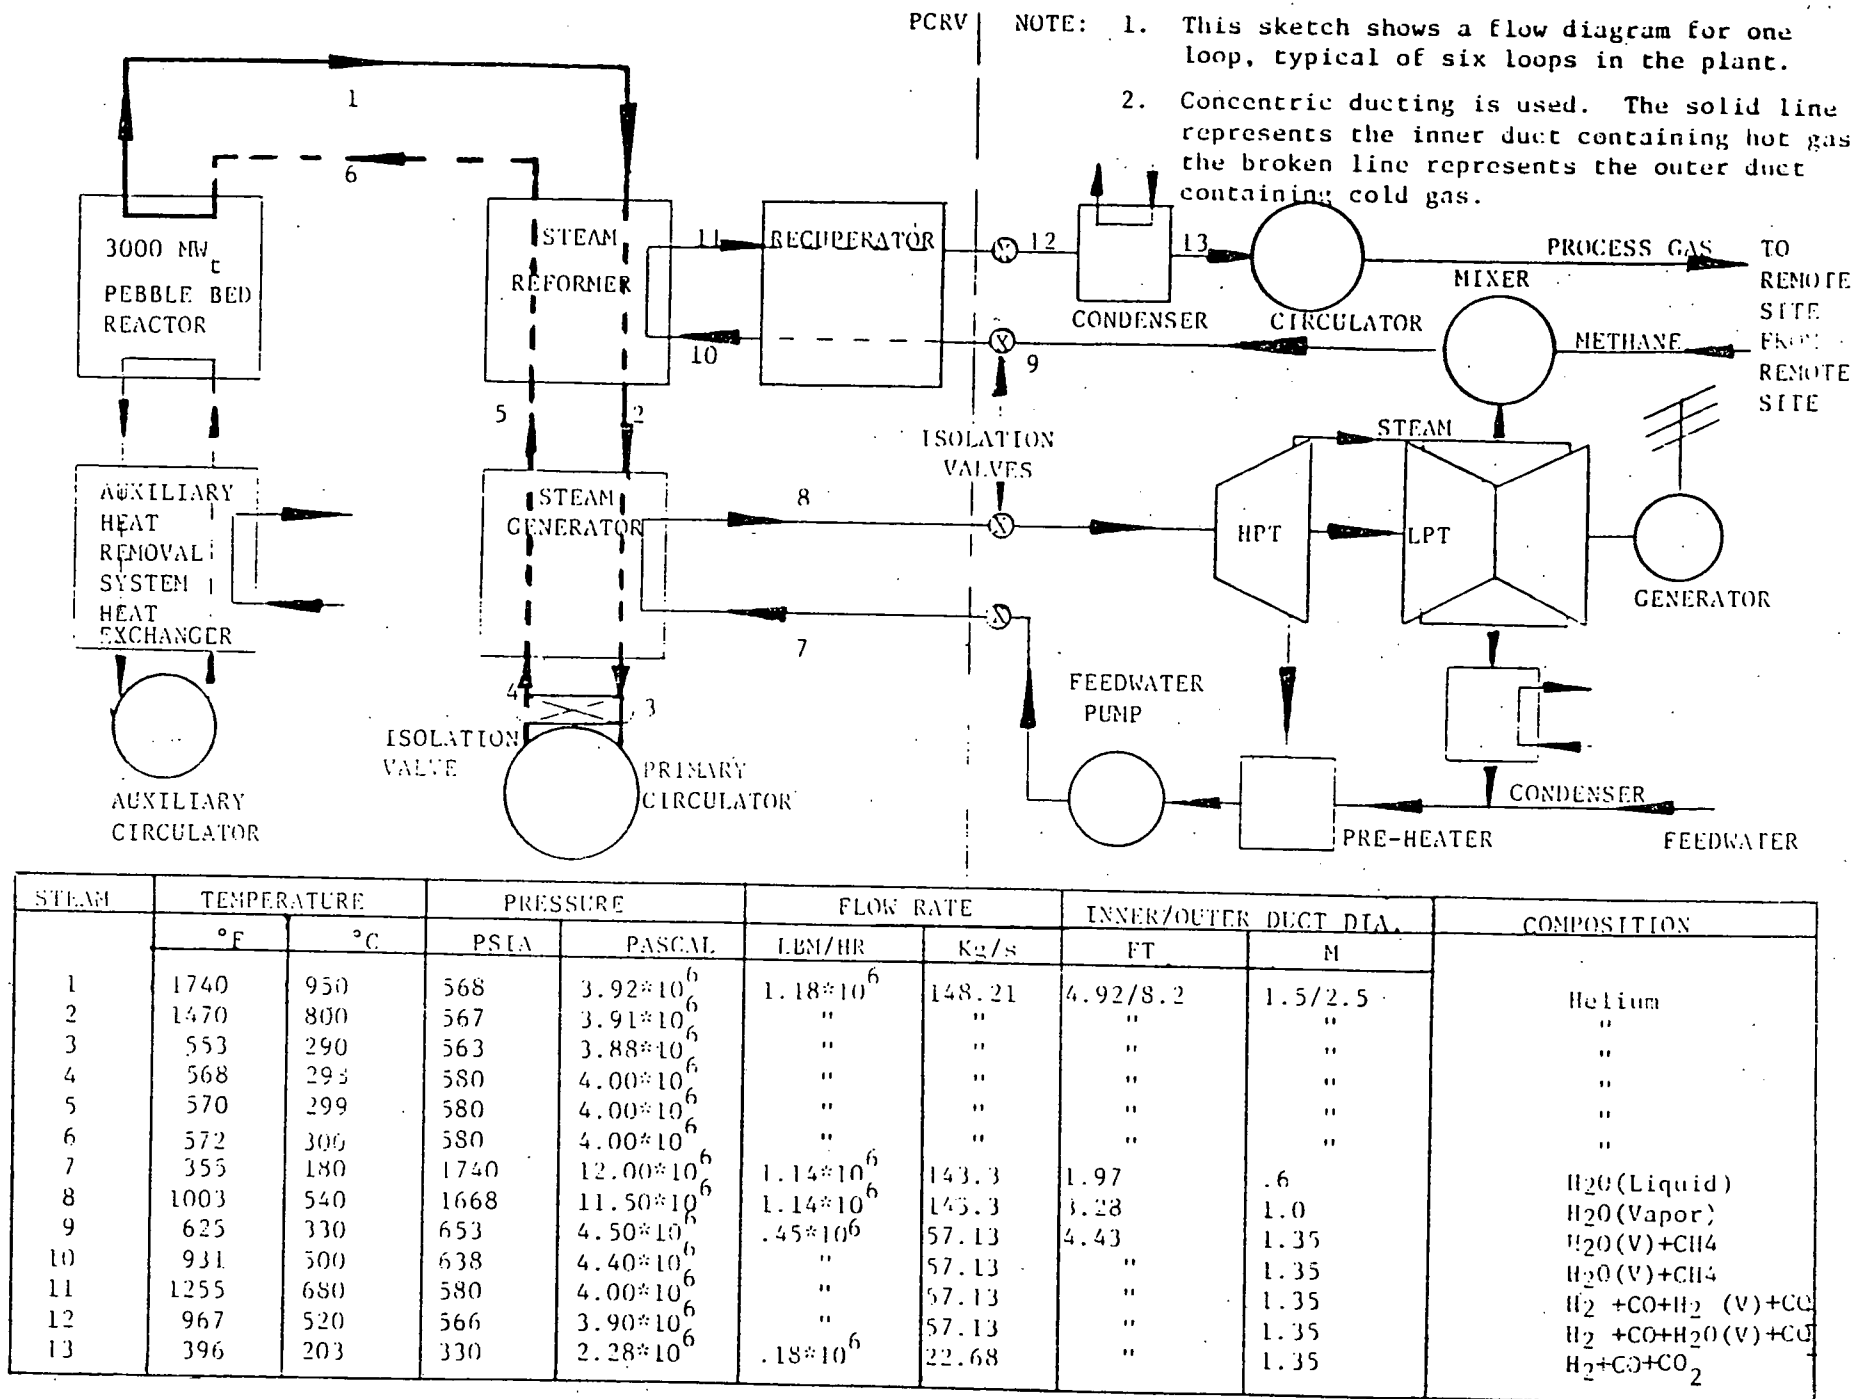 PCRV NOTE: 1. This sketch shows a flow diagram for one
loop, typical of six loops in the plant.
2. Concentric ducting is used. The solid line
represents the inner duct containing hot gas
the broken line represents the outer duct
containing cold gas.
1
6
3000 MWt
PEBBLE BED
REACTOR
STEAM
REFORMER
11
RECUPERATOR
12
13
PROCESS GAS
TO
REMOTE
SITE
CONDENSER
CIRCULATOR
MIXER
10
9
METHANE
FROM
REMOTE
SITE
5
2
ISOLATION
VALVES
STEAM
AUXILIARY
HEAT
REMOVAL
SYSTEM
HEAT
EXCHANGER
STEAM
GENERATOR
8
7
HPT
LPT
GENERATOR
4
3
ISOLATION
VALVE
PRIMARY
CIRCULATOR
AUXILIARY
CIRCULATOR
FEEDWATER
PUMP
PRE-HEATER
CONDENSER
FEEDWATER
STEAM TEMPERATURE PRESSURE FLOW RATE INNER/OUTER DUCT DIA. COMPOSITION
°F °C PSIA PASCAL LBM/HR Kg/s FT M
1 1740 950 568 3.92*10^6 1.18*10^6 148.21 4.92/8.2 1.5/2.5 Helium
2 1470 800 567 3.91*10^6 " " " " "
3 553 290 563 3.88*10^6 " " " " "
4 568 580 4.00*10^6 " " " " "
5 570 299 580 4.00*10^6 " " " " "
6 572 300 580 4.00*10^6 " " " " "
7 355 180 1740 12.00*10^6 1.14*10^6 143.3 1.97 .6 H2O(Liquid)
8 1003 540 1668 11.50*10^6 1.14*10^6 143.3 3.28 1.0 H2O(Vapor)
9 625 330 653 4.50*10^6 .45*10^6 57.13 4.43 1.35 H2O(V)+CH4
10 931 500 638 4.40*10^6 " 57.13 " 1.35 H2O(V)+CH4
11 1255 680 580 4.00*10^6 " 57.13 " 1.35 H2 +CO+H2 (V)+CO
12 967 520 566 3.90*10^6 " 57.13 " 1.35 H2 +CO+H2O(V)+CO
13 396 203 330 2.28*10^6 .18*10^6 22.68 " 1.35 H2+CO+CO2